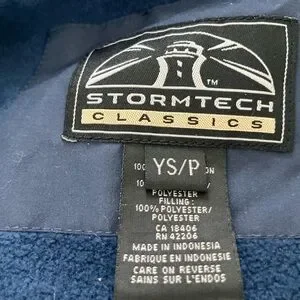 TM
STORMTECH
CLASSICS
YS/P
POLYESTER
FILLING:
100% POLYESTER/
POLYESTER
CA 18406
RN 42206
MADE IN INDONESIA
FABRIQUE EN INDONESIE
CARE ON REVERSE
SAINS SUR L'ENDOS